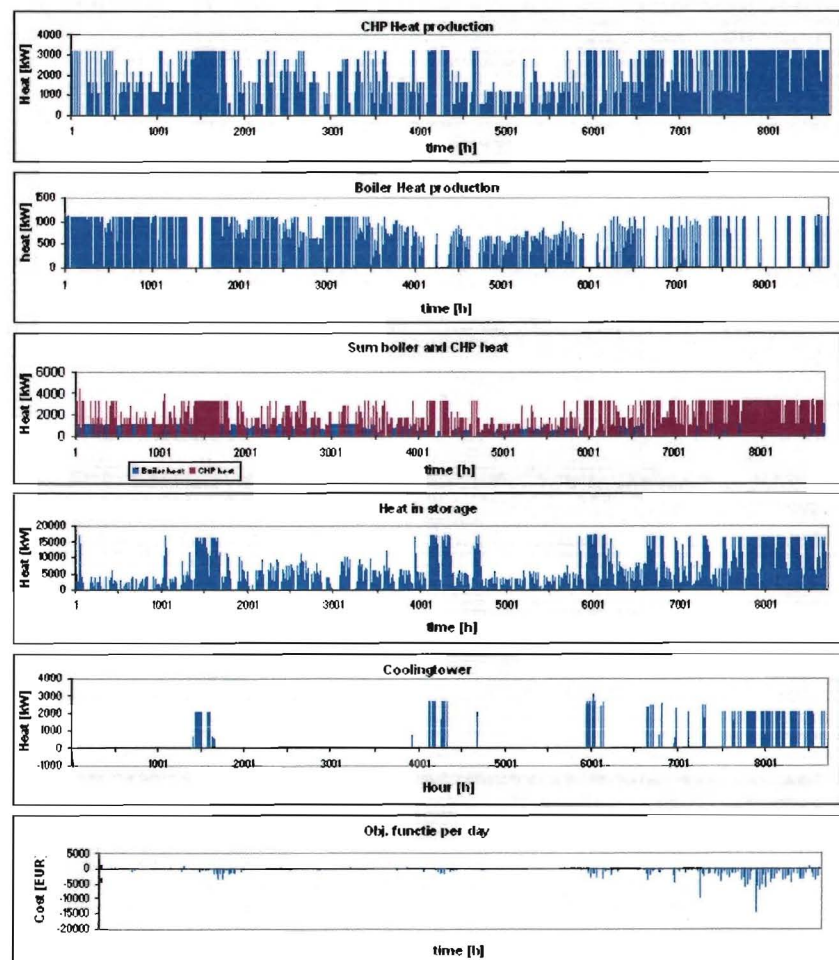 CHP Heat production
Heat [kW]
4000
3000
2000
1000
0
1 1001 2001 3001 4001 5001 6001 7001 8001
time [h]
Boiler Heat production
heat [kW]
1500
1000
500
0
1 1001 2001 3001 4001 5001 6001 7001 8001
time [h]
Sum boiler and CHP heat
Heat [kW]
6000
4000
2000
0
1 1001 2001 3001 4001 5001 6001 7001 8001
time [h]
Boiler heat CHP heat
Heat in storage
Heat [kW]
20000
15000
10000
5000
0
1 1001 2001 3001 4001 5001 6001 7001 8001
time [h]
Coolingtower
Heat [kW]
4000
3000
2000
1000
0
-1000
1 1001 2001 3001 4001 5001 6001 7001 8001
Hour [h]
Obj. functie per day
Cost [EUR]
5000
0
-5000
-10000
-15000
-20000
time [h]